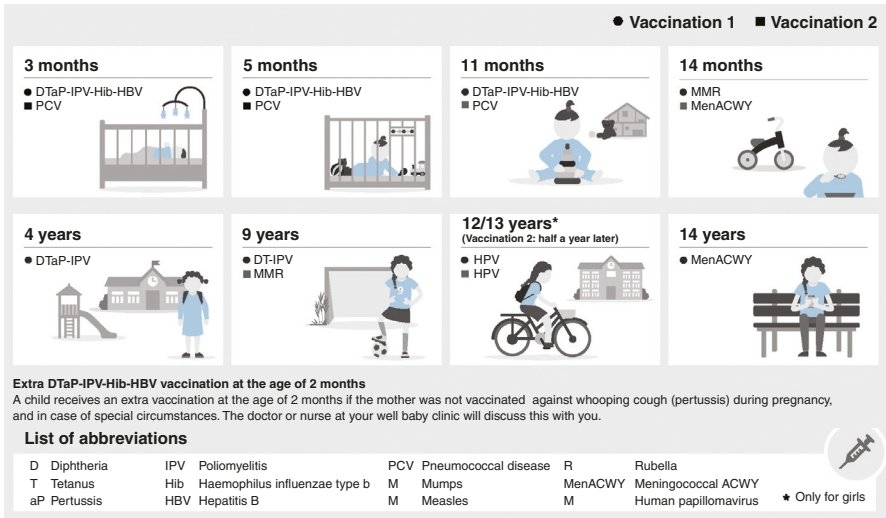 ● Vaccination 1 ■ Vaccination 2
3 months
● DTaP-IPV-Hib-HBV
■ PCV
5 months
● DTaP-IPV-Hib-HBV
■ PCV
11 months
● DTaP-IPV-Hib-HBV
■ PCV
14 months
● MMR
■ MenACWY
4 years
● DTaP-IPV
9 years
● DT-IPV
■ MMR
9
12/13 years*
(Vaccination 2: half a year later)
● HPV
■ HPV
14 years
● MenACWY
Extra DTaP-IPV-Hib-HBV vaccination at the age of 2 months
A child receives an extra vaccination at the age of 2 months if the mother was not vaccinated against whooping cough (pertussis) during pregnancy,
and in case of special circumstances. The doctor or nurse at your well baby clinic will discuss this with you.
List of abbreviations
D Diphtheria IPV Poliomyelitis PCV Pneumococcal disease R Rubella
T Tetanus Hib Haemophilus influenzae type b M Mumps MenACWY Meningococcal ACWY
aP Pertussis HBV Hepatitis B M Measles M Human papillomavirus * Only for girls